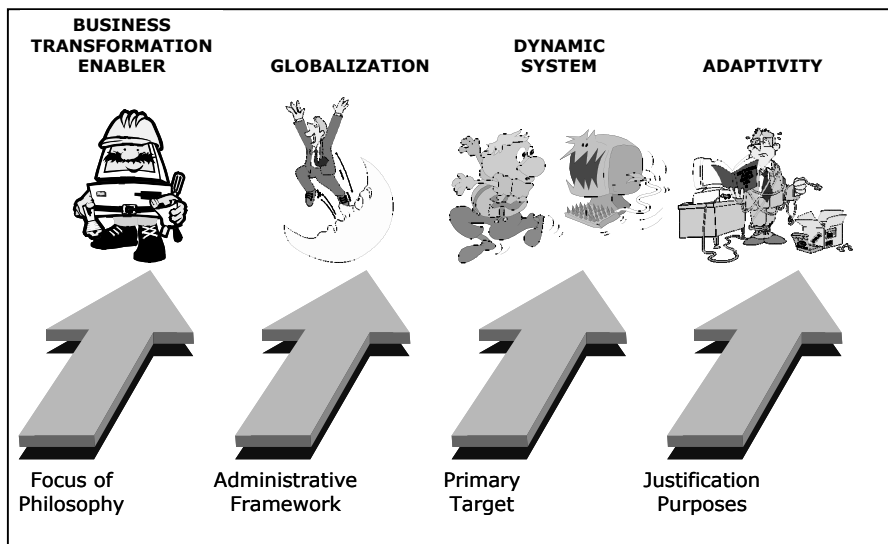 BUSINESS
TRANSFORMATION
ENABLER
GLOBALIZATION
DYNAMIC
SYSTEM
ADAPTIVITY
Focus of
Philosophy
Administrative
Framework
Primary
Target
Justification
Purposes